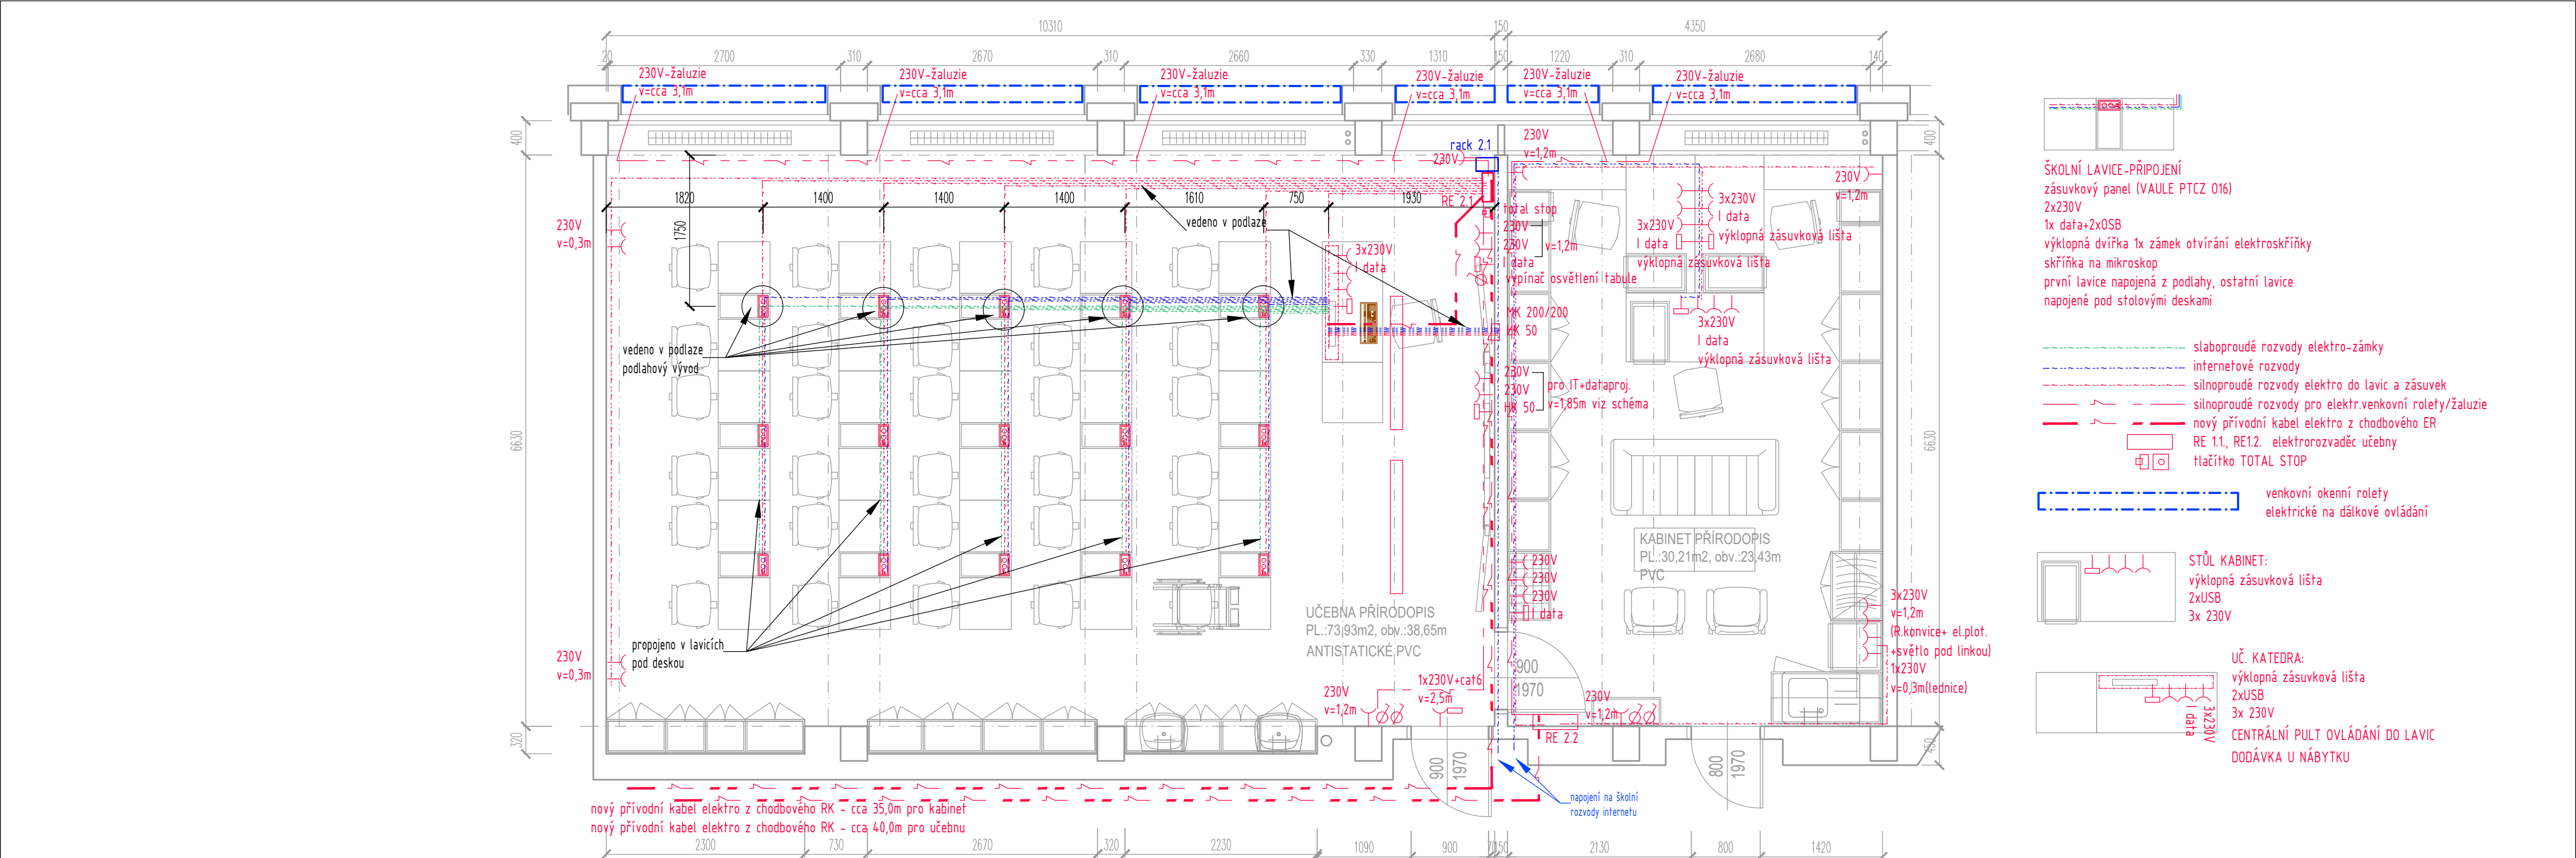 10310
150
4350
20
2700
310
2670
310
2660
330
1310
150
1220
310
2680
140
230V-žaluzie
v=cca 3,1m
230V-žaluzie
v=cca 3,1m
230V-žaluzie
v=cca 3,1m
230V-žaluzie
v=cca 3,1m
230V-žaluzie
v=cca 3,1m
230V-žaluzie
v=cca 3,1m
400
400
rack 2.1
230V
230V
v=1,2m
230V
v=1,2m
1820
1400
1400
1400
1610
750
1930
1750
RE 2.1
total stop
230V
230V
v=1,2m
I data
vypínač osvětlení tabule
230V
v=0,3m
vedeno v podlaze
3x230V
I data
3x230V
I data
výklopná zásuvková lišta
3x230V
I data
výklopná zásuvková lišta
MK 200/200
HK 50
3x230V
I data
výklopná zásuvková lišta
vedeno v podlaze
podlahový vývod
230V
230V
HK 50
pro IT+dataproj.
v=1,85m viz schéma
6630
6630
KABINET PŘÍRODOPIS
PL.:30,21m2, obv.:23,43m
PVC
230V
230V
230V
I data
UČEBNA PŘÍRODOPIS
PL.:73,93m2, obv.:38,65m
ANTISTATICKÉ PVC
3x230V
v=1,2m
(R.konvice+ el.plot.
+světlo pod linkou)
1x230V
v=0,3m(lednice)
propojeno v lavicích
pod deskou
230V
v=0,3m
900
1970
230V
v=1,2m
1x230V+cat6
v=2,5m
230V
v=1,2m
RE 2.2
320
450
900
1970
800
1970
nový přívodní kabel elektro z chodbového RK - cca 35,0m pro kabinet
nový přívodní kabel elektro z chodbového RK - cca 40,0m pro učebnu
napojení na školní
rozvody internetu
2300
730
2670
320
2230
1090
900
70
150
2130
800
1420
ŠKOLNÍ LAVICE-PŘIPOJENÍ
zásuvkový panel (VAULE PTCZ 016)
2x230V
1x data+2xOSB
výklopná dvířka 1x zámek otvírání elektroskříňky
skříňka na mikroskop
první lavice napojená z podlahy, ostatní lavice
napojené pod stolovými deskami
slaboproudé rozvody elektro-zámky
internetové rozvody
silnoproudé rozvody elektro do lavic a zásuvek
silnoproudé rozvody pro elektr.venkovní rolety/žaluzie
nový přívodní kabel elektro z chodbového ER
RE 1.1., RE1.2. elektrorozvaděc učebny
tlačítko TOTAL STOP
venkovní okenní rolety
elektrické na dálkové ovládání
STŮL KABINET:
výklopná zásuvková lišta
2xUSB
3x 230V
UČ. KATEDRA:
výklopná zásuvková lišta
2xUSB
3x 230V
CENTRÁLNÍ PULT OVLÁDÁNÍ DO LAVIC
DODÁVKA U NÁBYTKU
3x230V
I data